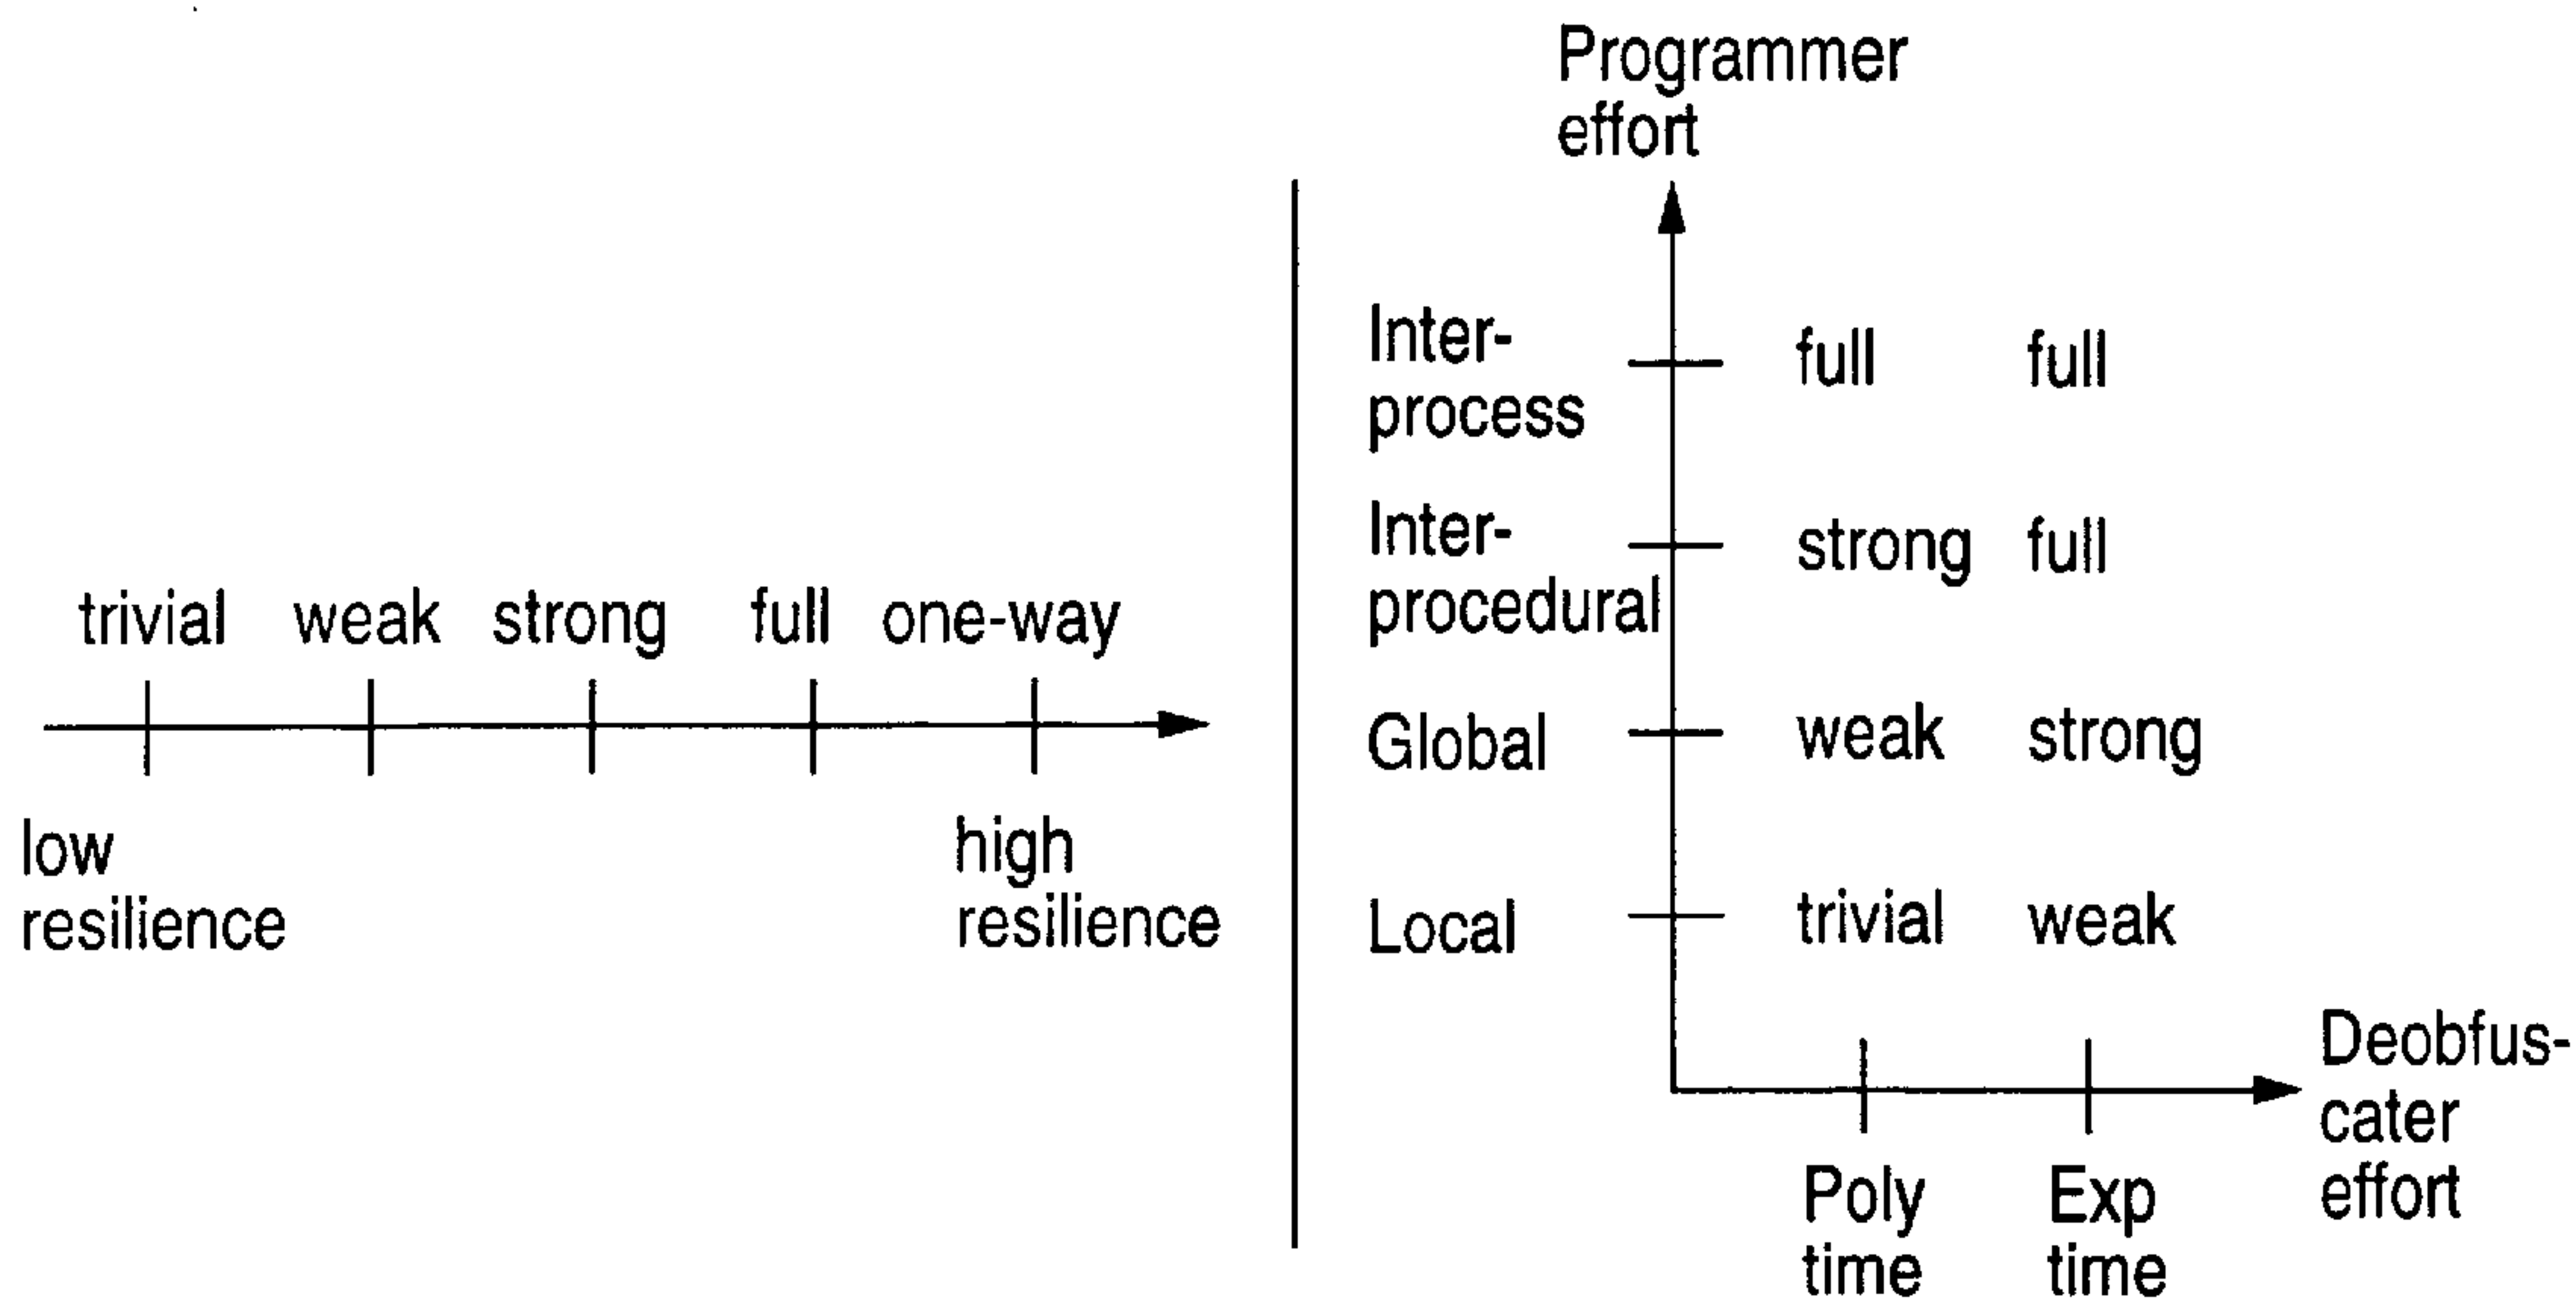 trivial weak strong full one-way
low
resilience
high
resilience
Programmer
effort
Inter-
process
full full
Inter-
procedural
strong full
Global weak strong
Local trivial weak
Deobfus-
cater
effort
Poly
time
Exp
time